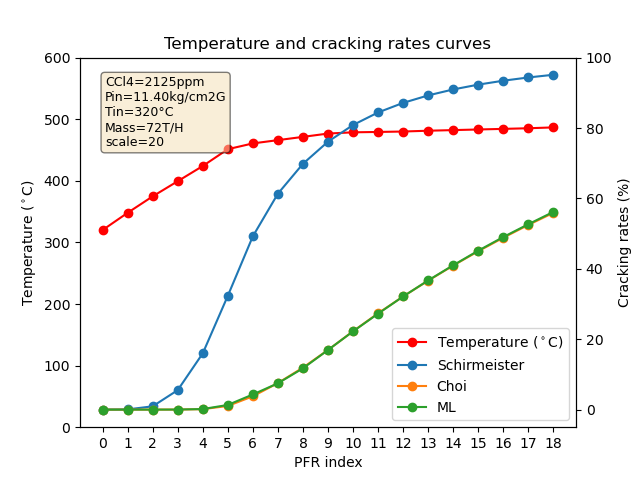 Temperature and cracking rates curves
CCl4=2125ppm
Pin=11.40kg/cm2G
Tin=320°C
Mass=72T/H
scale=20
600
500
400
300
200
100
0
Temperature (°C)
100
80
60
40
20
0
Cracking rates (%)
Temperature (°C)
Schirmeister
Choi
ML
0 1 2 3 4 5 6 7 8 9 10 11 12 13 14 15 16 17 18
PFR index